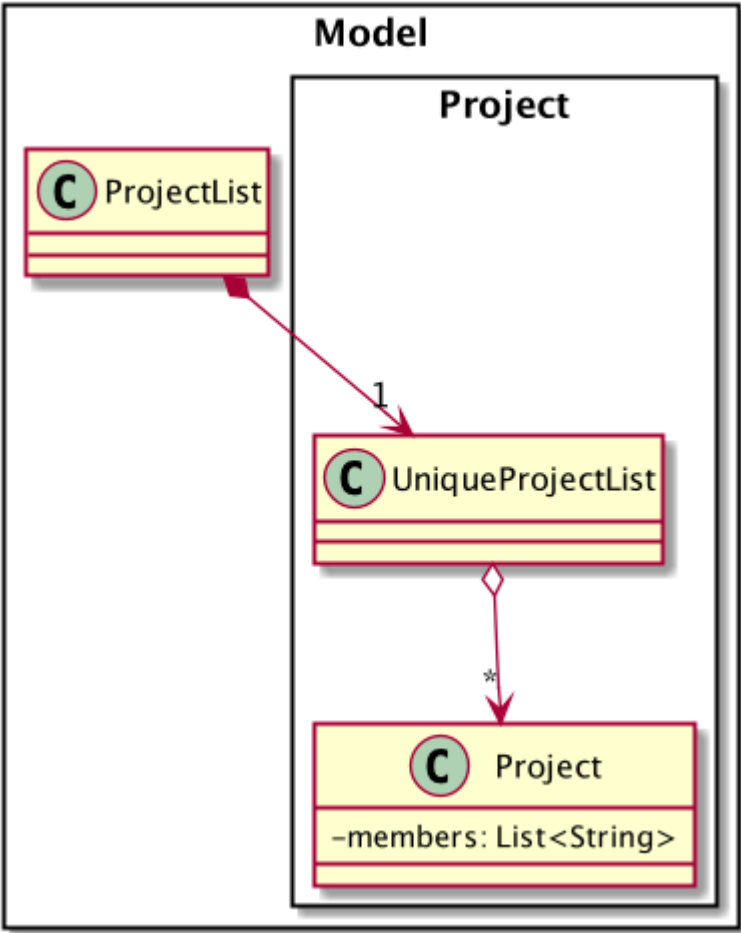 Model
Project
C ProjectList
1
C UniqueProjectList
*
C Project
–members: List<String>